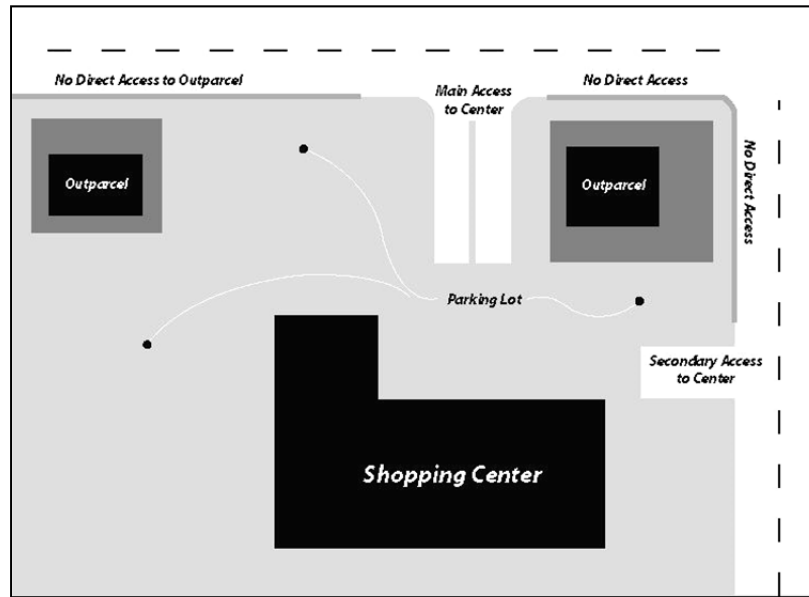 No Direct Access to Outparcel
Main Access
to Center
No Direct Access
Outparcel
Outparcel
No Direct Access
Parking Lot
Secondary Access
to Center
Shopping Center